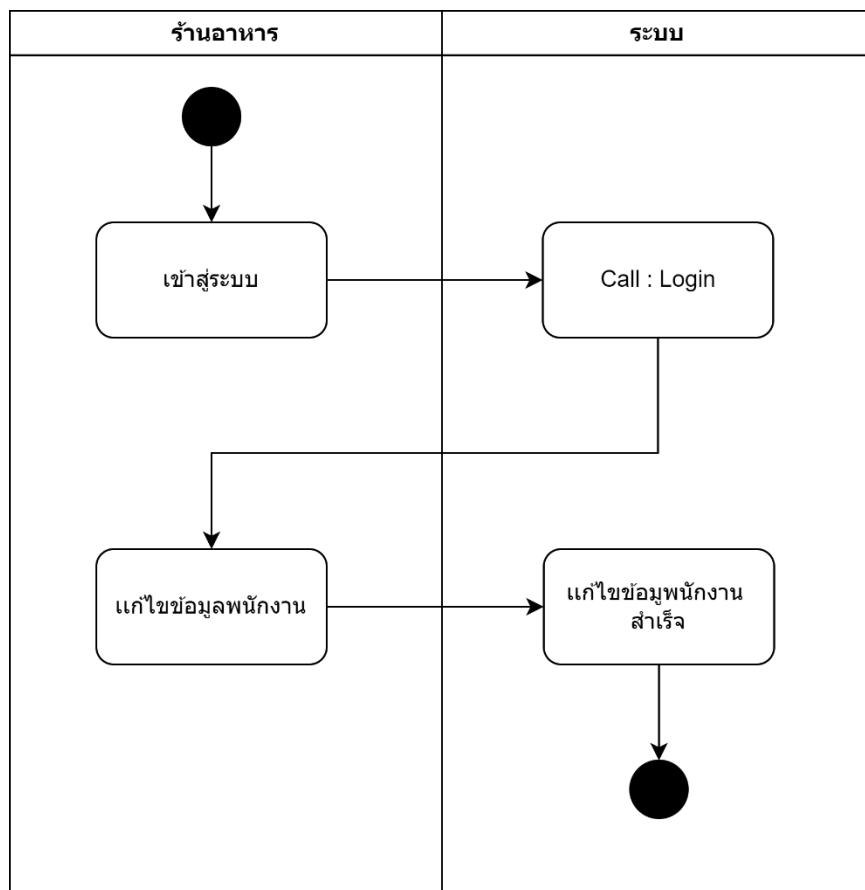 ร้านอาหาร
ระบบ
เข้าสู่ระบบ
Call : Login
แก้ไขข้อมูลพนักงาน
แก้ไขข้อมูพนักงาน
สำเร็จ